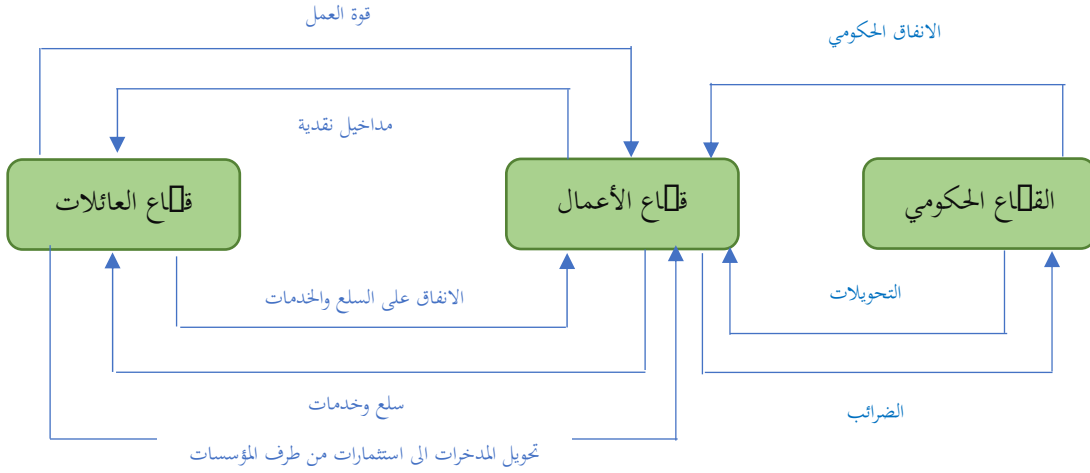 قوة العمل
الانفاق الحكومي
مداخيل نقدية
ق▯اع العائلات
ق▯اع الأعمال
الق▯اع الحكومي
الانفاق على السلع والخدمات
التحويلات
سلع وخدمات
الضرائب
تحويل المدخرات الى استثمارات من طرف المؤسسات